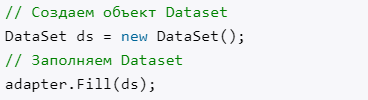 // Создаем объект Dataset
DataSet ds = new DataSet();
// Заполняем Dataset
adapter.Fill(ds);